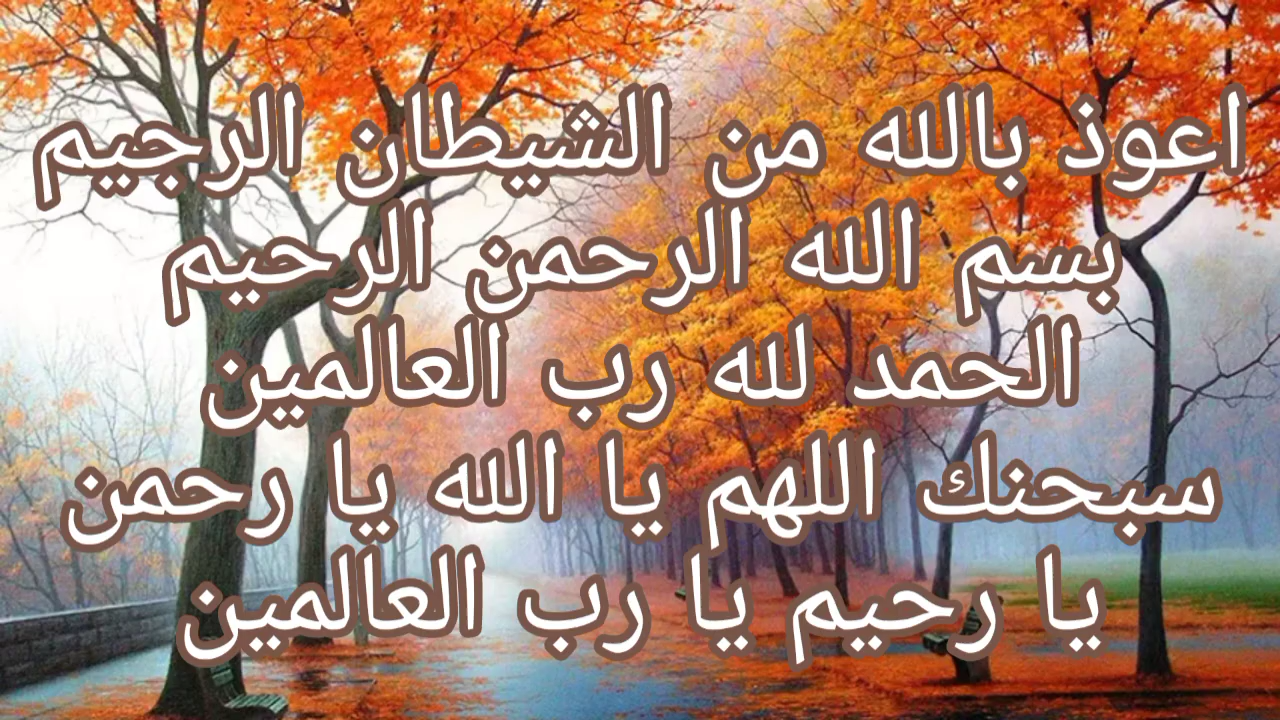 اعوذ بالله من الشيطان الرجيم
بسم الله الرحمن الرحيم
الحمد لله رب العالمين
سبحنك اللهم يا الله يا رحمن
يا رحيم يا رب العالمين